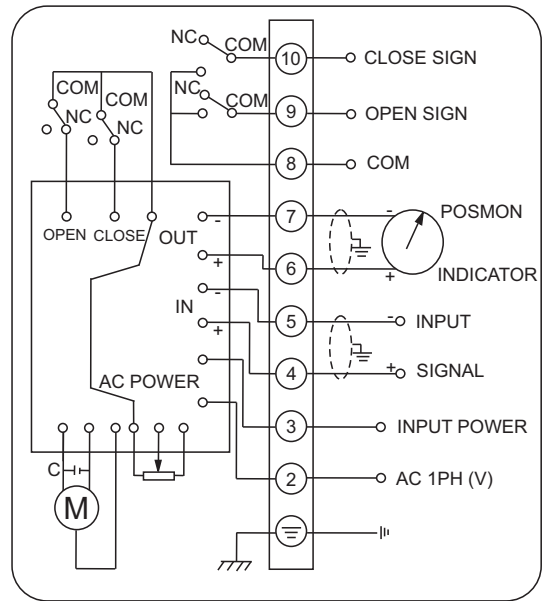 NC
COM
10
CLOSE SIGN
COM
NC
COM
NC
COM
NC
9
OPEN SIGN
8
COM
OPEN
CLOSE
OUT
-
7
-
POSMON
+
6
+
INDICATOR
IN
-
5
-
INPUT
+
4
+
SIGNAL
AC POWER
3
INPUT POWER
2
AC 1PH (V)
C
M